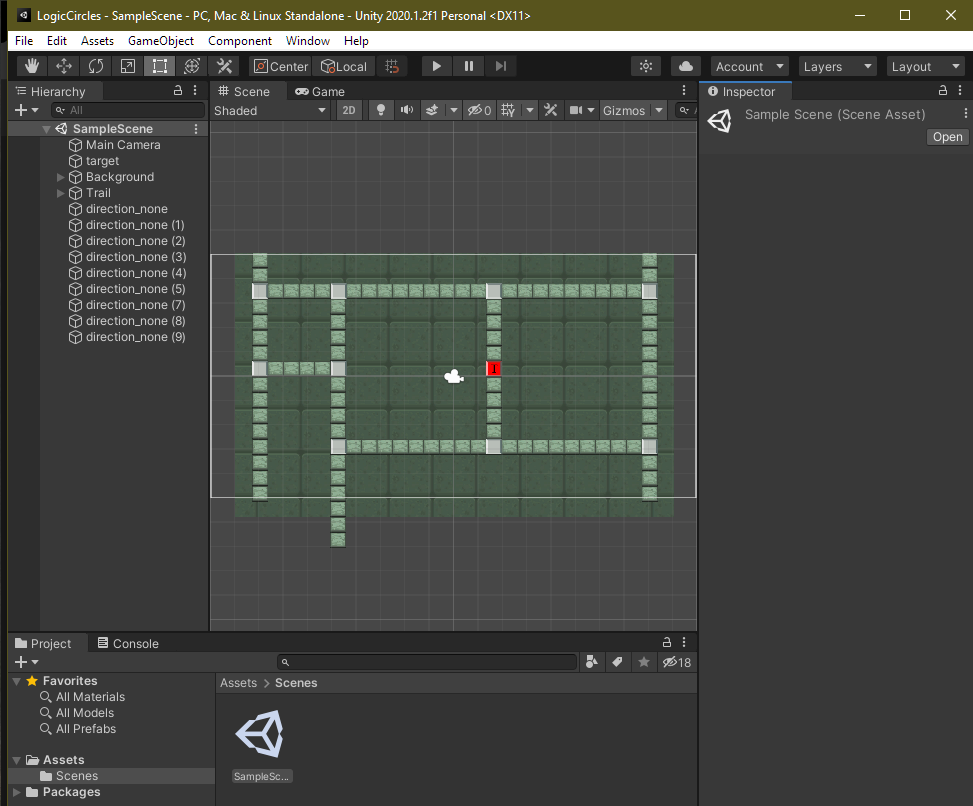 LogicCircles - SampleScene - PC, Mac & Linux Standalone - Unity 2020.1.2f1 Personal <DX11>
File Edit Assets GameObject Component Window Help
Center Local Account Layers Layout
Hierarchy
All
SampleScene
Main Camera
target
Background
Trail
direction_none
direction_none (1)
direction_none (2)
direction_none (3)
direction_none (4)
direction_none (5)
direction_none (7)
direction_none (8)
direction_none (9)
Scene Game
Shaded 2D 0 Gizmos
I
Inspector
Sample Scene (Scene Asset)
Open
Project Console
18
Favorites
All Materials
All Models
All Prefabs
Assets
Scenes
Packages
Assets > Scenes
SampleSc...